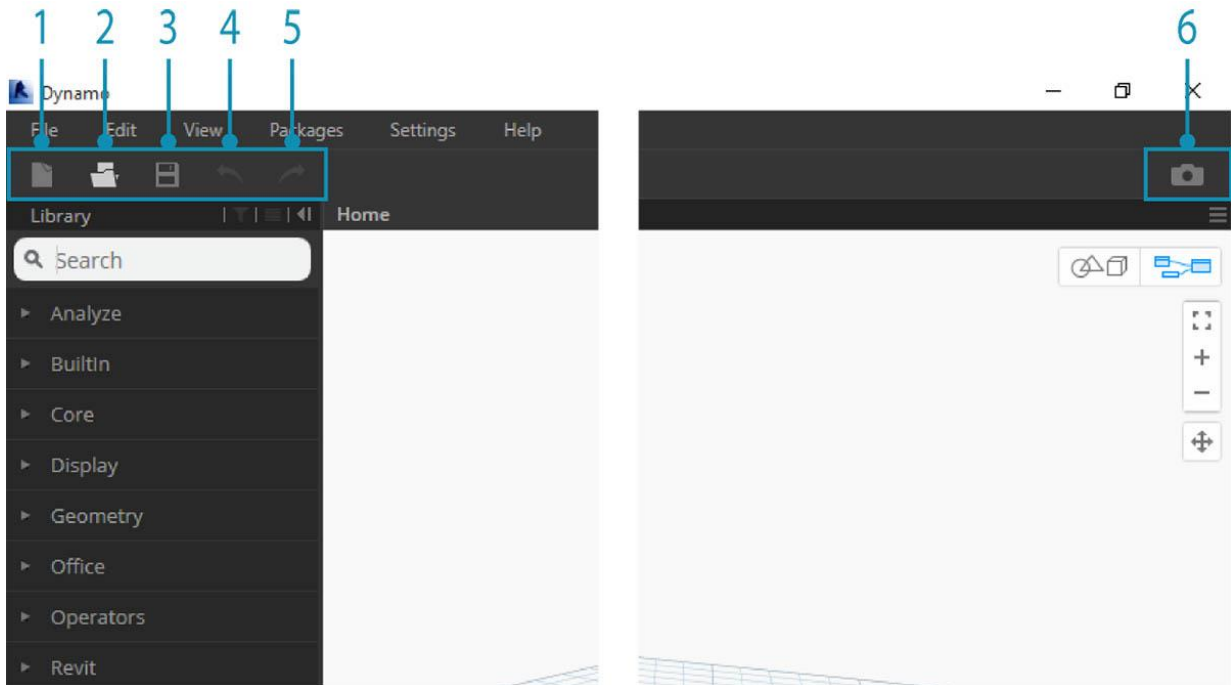 1 2 3 4 5 6
Dynamo
File Edit View Packages Settings Help
Library
Home
Search
Analyze
BuiltIn
Core
Display
Geometry
Office
Operators
Revit